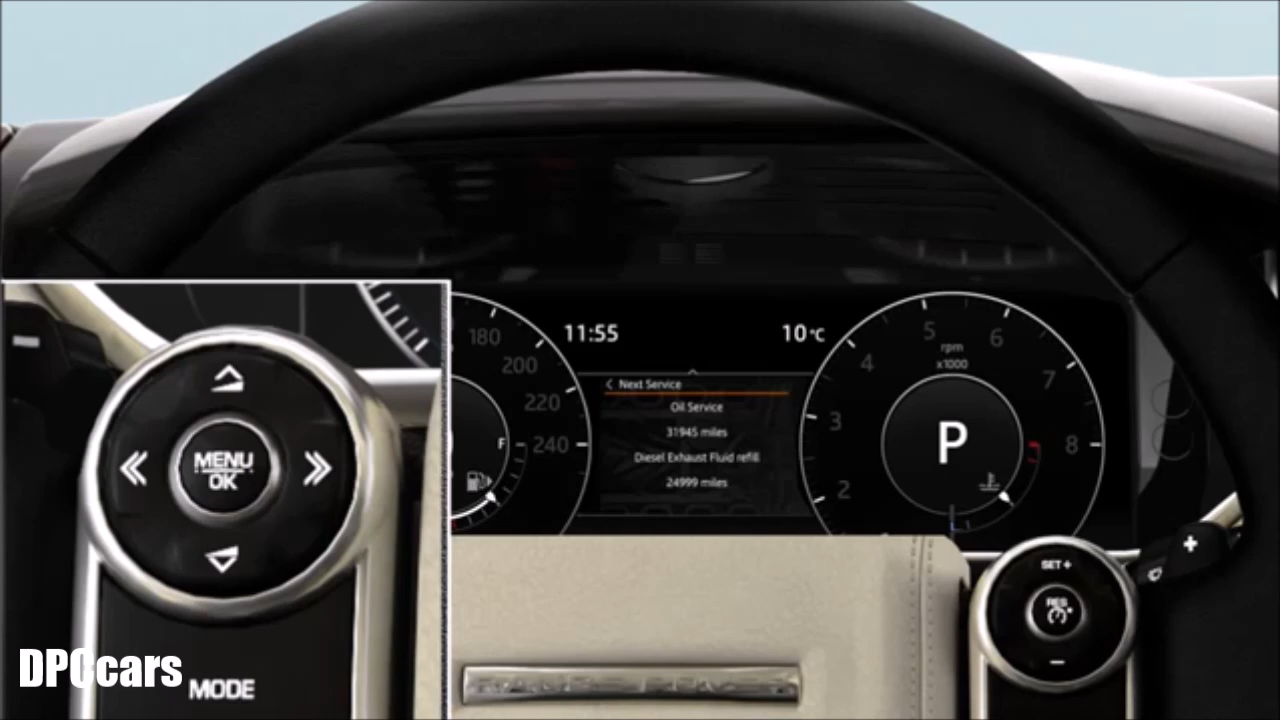 11:55
10°C
Next Service
Oil Service
31945 miles
Diesel Exhaust Fluid refill
24999 miles
180
200
220
240
F
5
6
rpm
x1000
4
7
3
8
2
P
MENU
OK
MODE
SET+
RES
+
−
DPCcars